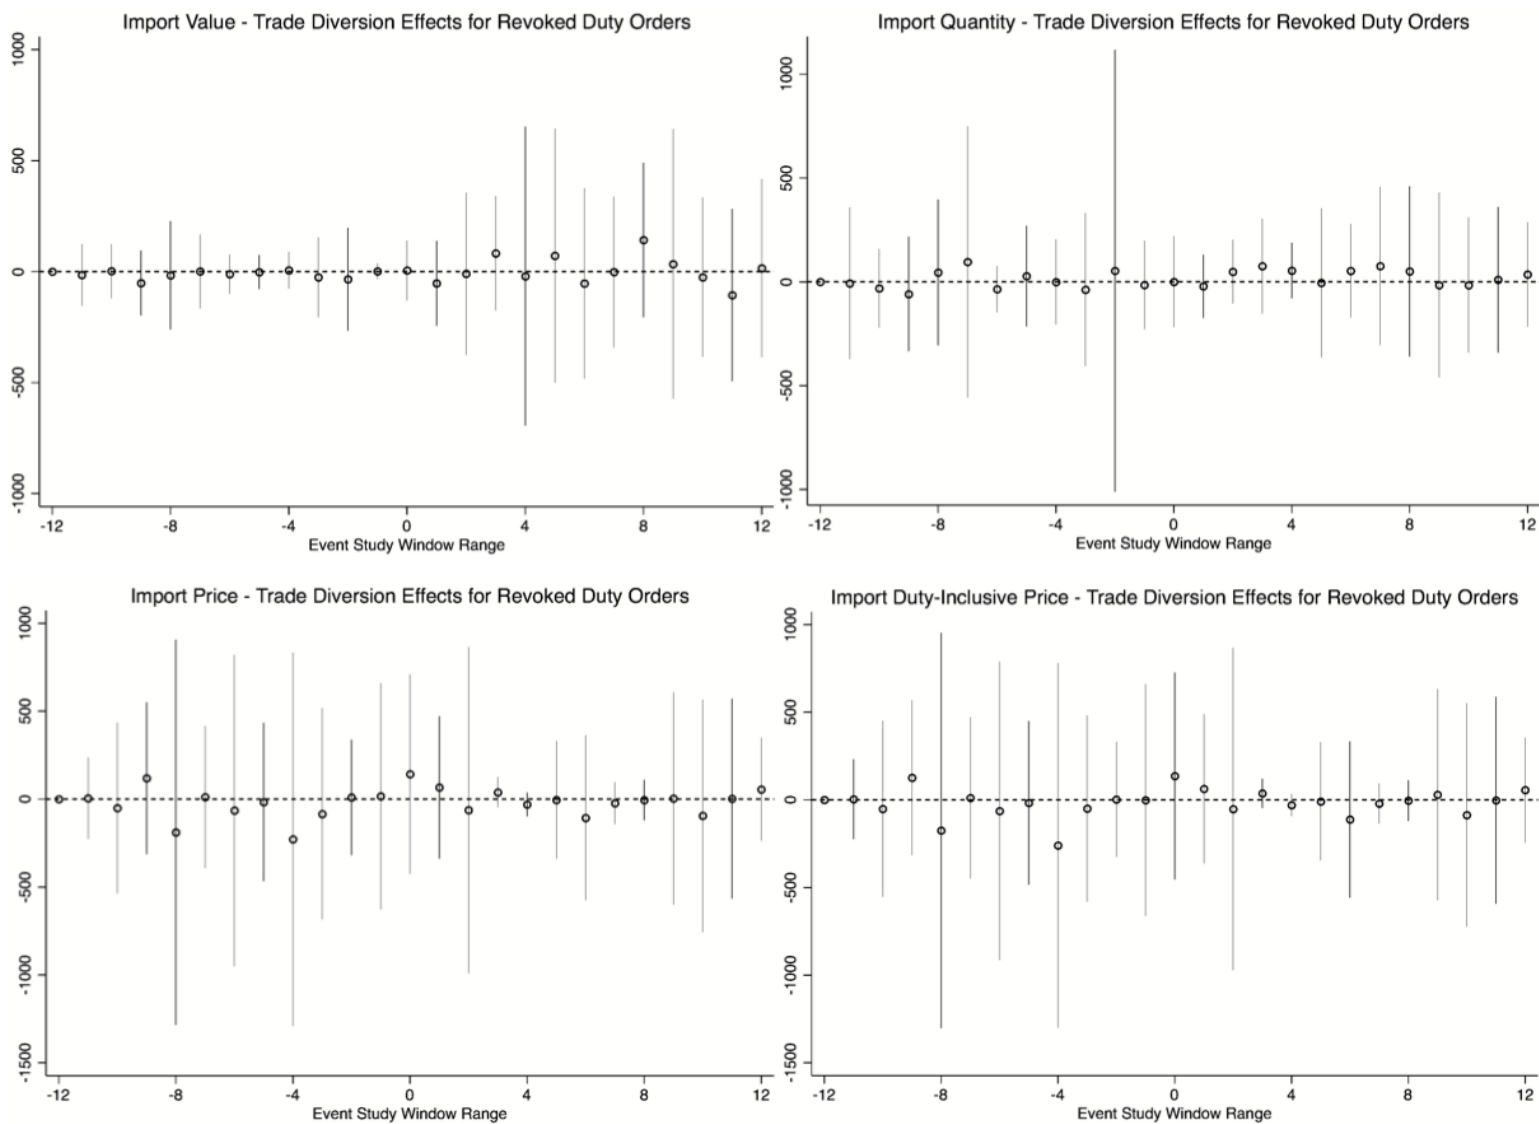 Import Value - Trade Diversion Effects for Revoked Duty Orders
1000
500
0
-500
-1000
-12 -8 -4 0 4 8 12
Event Study Window Range
Import Quantity - Trade Diversion Effects for Revoked Duty Orders
1000
500
0
-500
-1000
-12 -8 -4 0 4 8 12
Event Study Window Range
Import Price - Trade Diversion Effects for Revoked Duty Orders
1000
500
0
-500
-1000
-1500
-12 -8 -4 0 4 8 12
Event Study Window Range
Import Duty-Inclusive Price - Trade Diversion Effects for Revoked Duty Orders
1000
500
0
-500
-1000
-1500
-12 -8 -4 0 4 8 12
Event Study Window Range